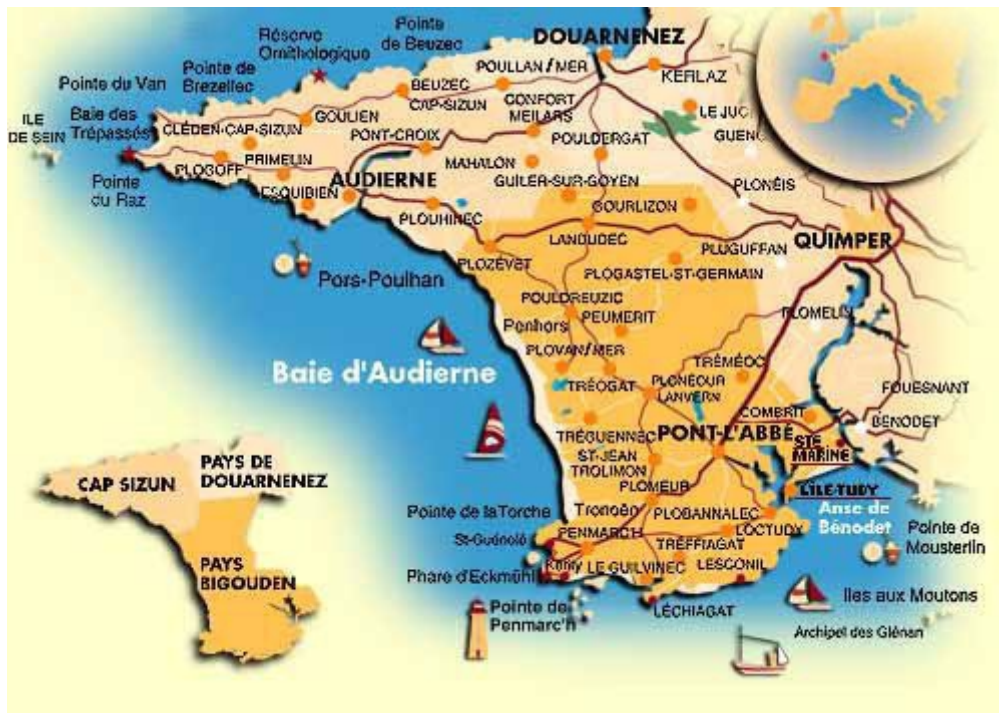 Pointe
de Beuzec
Réserve
Ornithologique
DOUARNENEZ
POULLAN/MER
KERLAZ
Pointe du Van
Pointe de
Brezellec
BEUZEC
CAP-SIZUN
CONFORT
MEILARS
LE JUC
ILE
DE SEIN
Baie des
Trépassés
CLÉDEN-CAP-SIZUN
GOULIEN
PONT-CROIX
POULDERGAT
GUENG
PLOGOFF
PRIMELIN
MAHALON
GUILER-SUR-GOYEN
PLONÉIS
Pointe
du Raz
ESQUIBIEN
AUDIERNE
PLOUHINEC
GOURLIZON
LANDUDEC
PLUGUFFAN
QUIMPER
PLOZÉVET
PLOGASTEL-ST-GERMAIN
Pors-Poulhan
POULDREUZIC
Penhors
PEUMERIT
PLOMELIN
PLOVAN/MER
TRÉMÉOC
Baie d'Audierne
TRÉOGAT
PLONÉOUR
LANVERN
FOUESNANT
COMBRIT
BÉNODET
TRÉGUENNEC
PONT-L'ABBÉ
STE
MARINE
ST-JEAN
TROLIMON
PAYS DE
DOUARNENEZ
CAP SIZUN
PLOMEUR
L'ÎLE-TUDY
Pointe de la Torche
Tronoën
PLOBANNALEC
Anse de
Bénodet
St-Guénolé
PENMARC'H
TRÉFFIAGAT
LOCTUDY
Pointe de
Mousterlin
PAYS
BIGOUDEN
Phare d'Eckmühl
Kérity
LE GUILVINEC
LESCONIL
Pointe de
Penmarc'h
LÉCHIAGAT
Iles aux Moutons
Archipel des Glénan